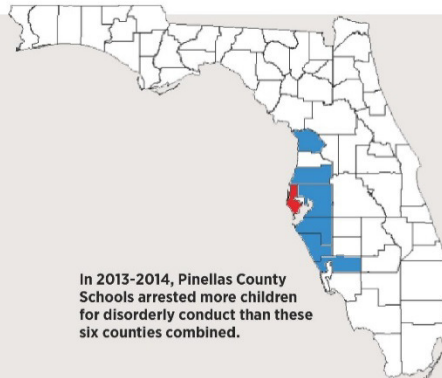 In 2013-2014, Pinellas County
Schools arrested more children
for disorderly conduct than these
six counties combined.